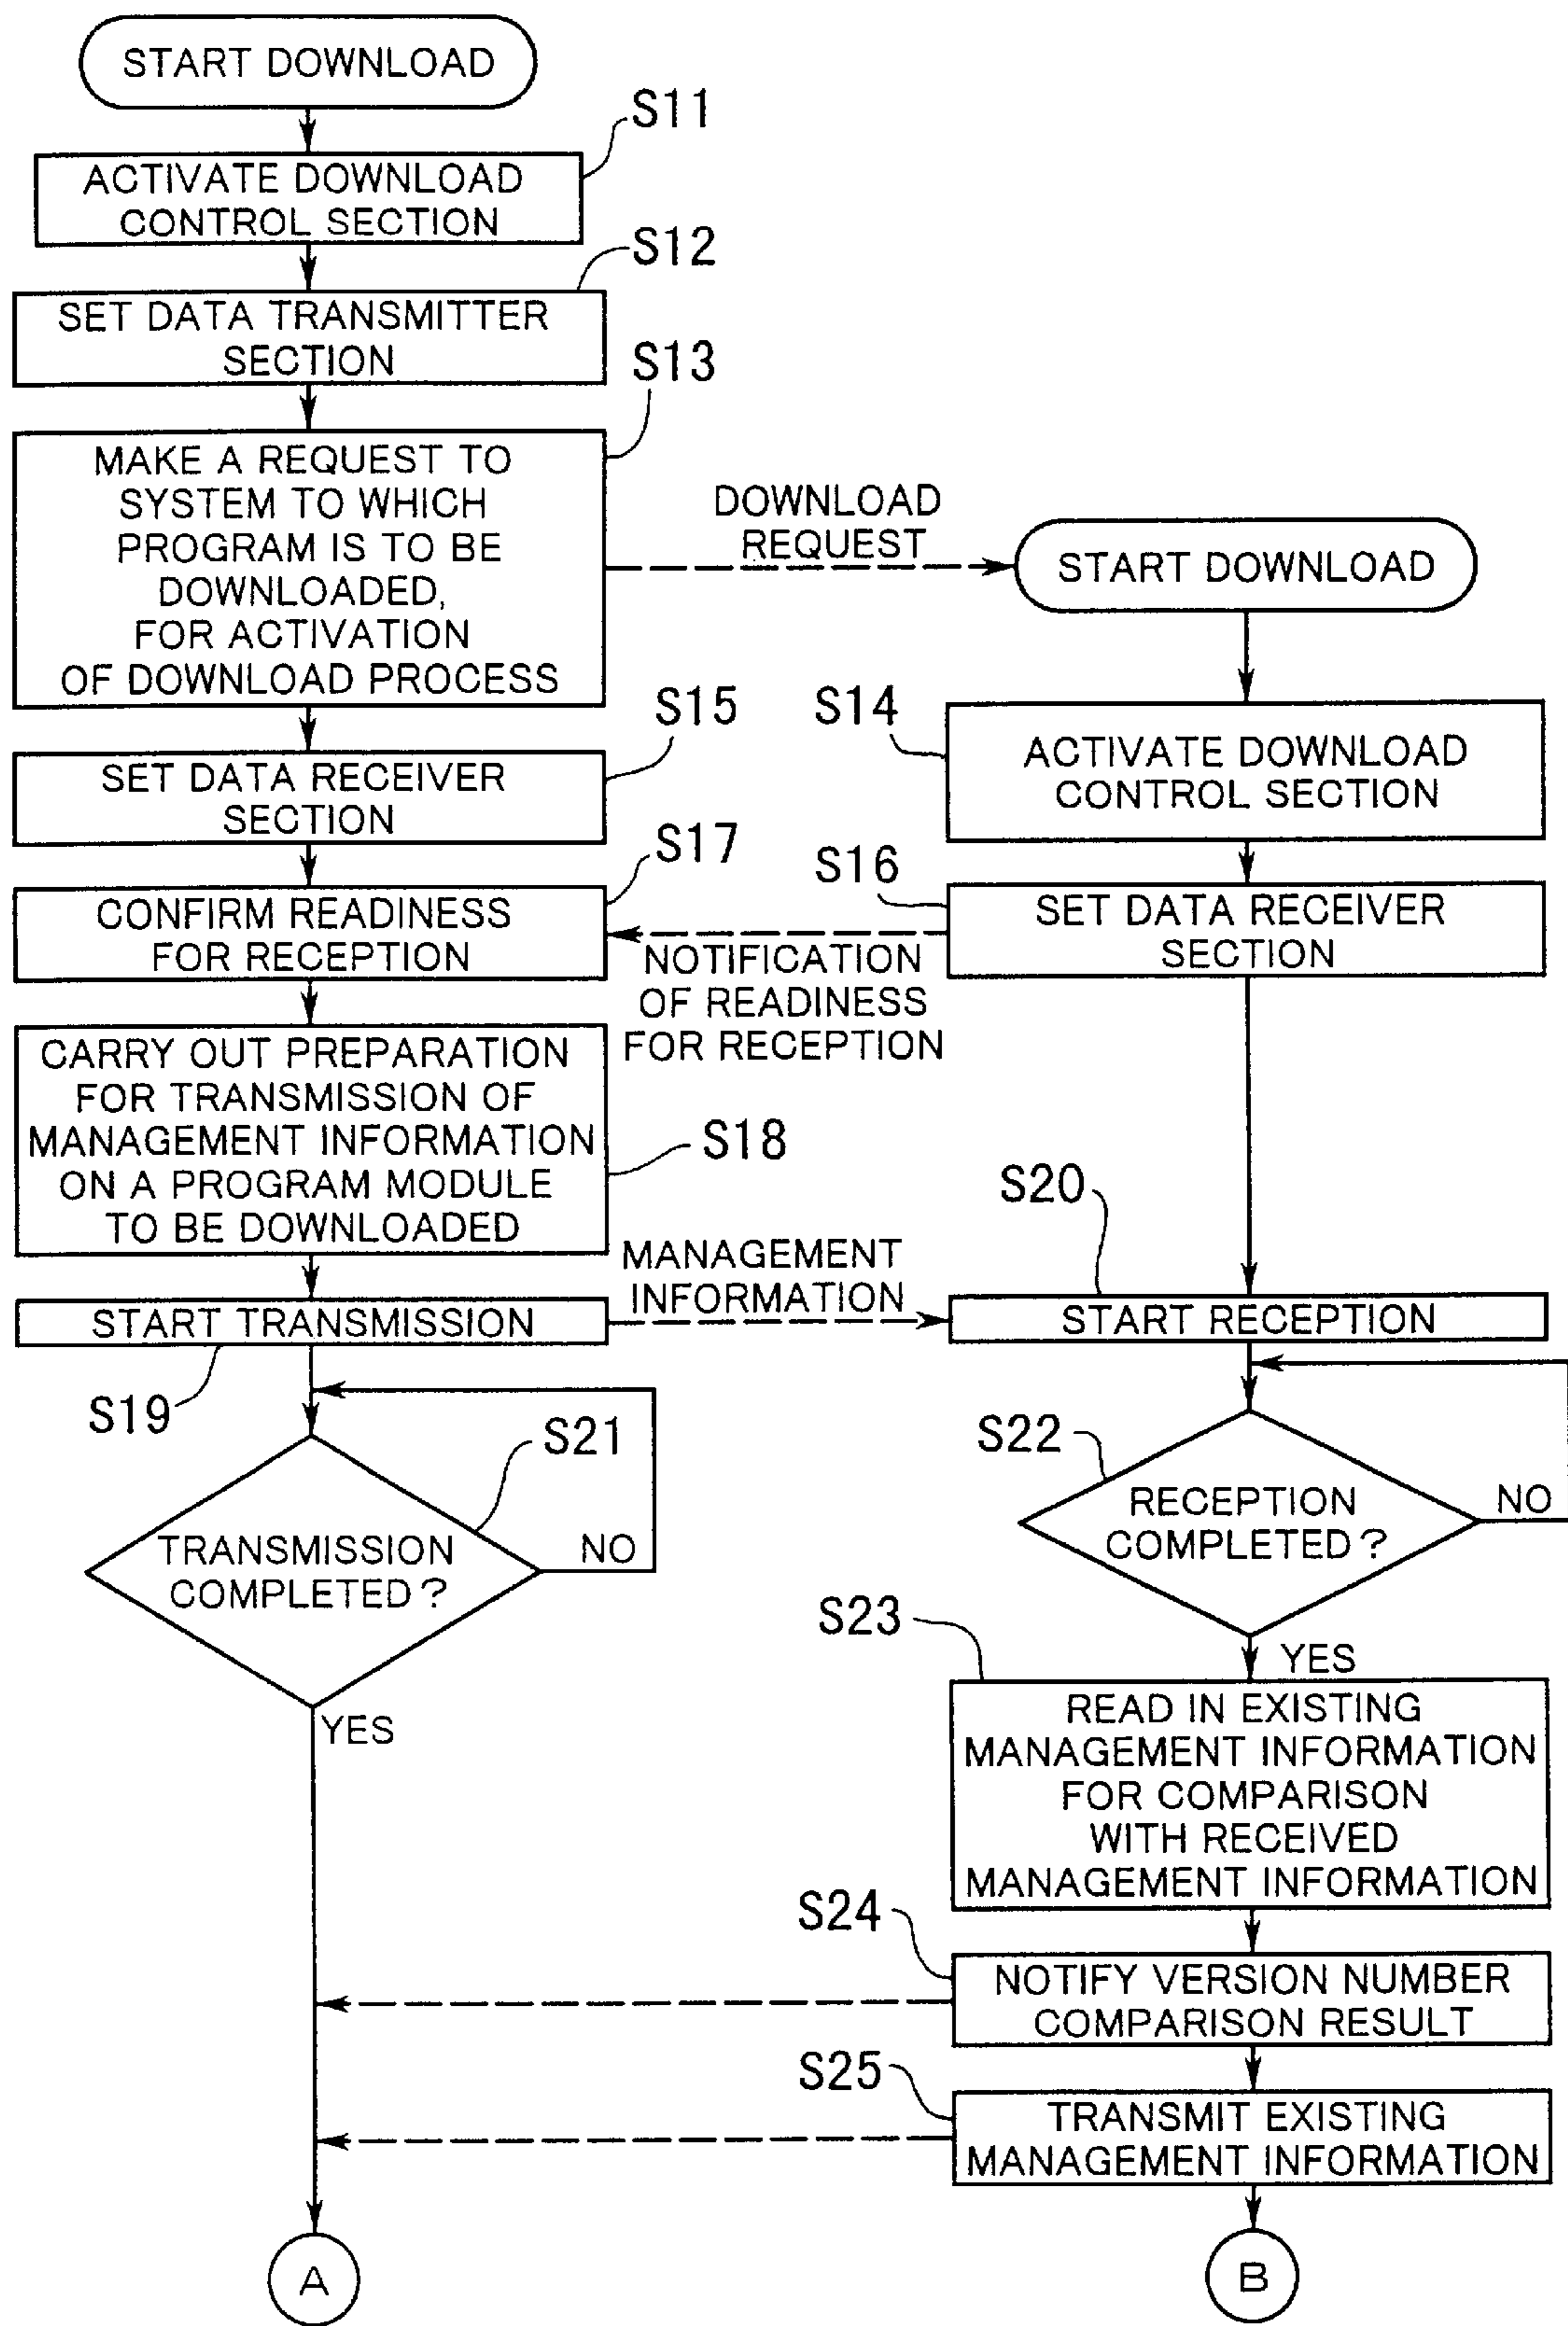 START DOWNLOAD
S11
ACTIVATE DOWNLOAD
CONTROL SECTION
S12
SET DATA TRANSMITTER
SECTION
S13
MAKE A REQUEST TO
SYSTEM TO WHICH
PROGRAM IS TO BE
DOWNLOADED,
FOR ACTIVATION
OF DOWNLOAD PROCESS
DOWNLOAD
REQUEST
START DOWNLOAD
S15
SET DATA RECEIVER
SECTION
S14
ACTIVATE DOWNLOAD
CONTROL SECTION
S17
CONFIRM READINESS
FOR RECEPTION
S16
SET DATA RECEIVER
SECTION
NOTIFICATION
OF READINESS
FOR RECEPTION
CARRY OUT PREPARATION
FOR TRANSMISSION OF
MANAGEMENT INFORMATION
ON A PROGRAM MODULE
TO BE DOWNLOADED
S18
S20
MANAGEMENT
INFORMATION
START TRANSMISSION
START RECEPTION
S19
S21
TRANSMISSION
COMPLETED?
NO
YES
S22
RECEPTION
COMPLETED?
NO
YES
S23
READ IN EXISTING
MANAGEMENT INFORMATION
FOR COMPARISON
WITH RECEIVED
MANAGEMENT INFORMATION
S24
NOTIFY VERSION NUMBER
COMPARISON RESULT
S25
TRANSMIT EXISTING
MANAGEMENT INFORMATION
A
B